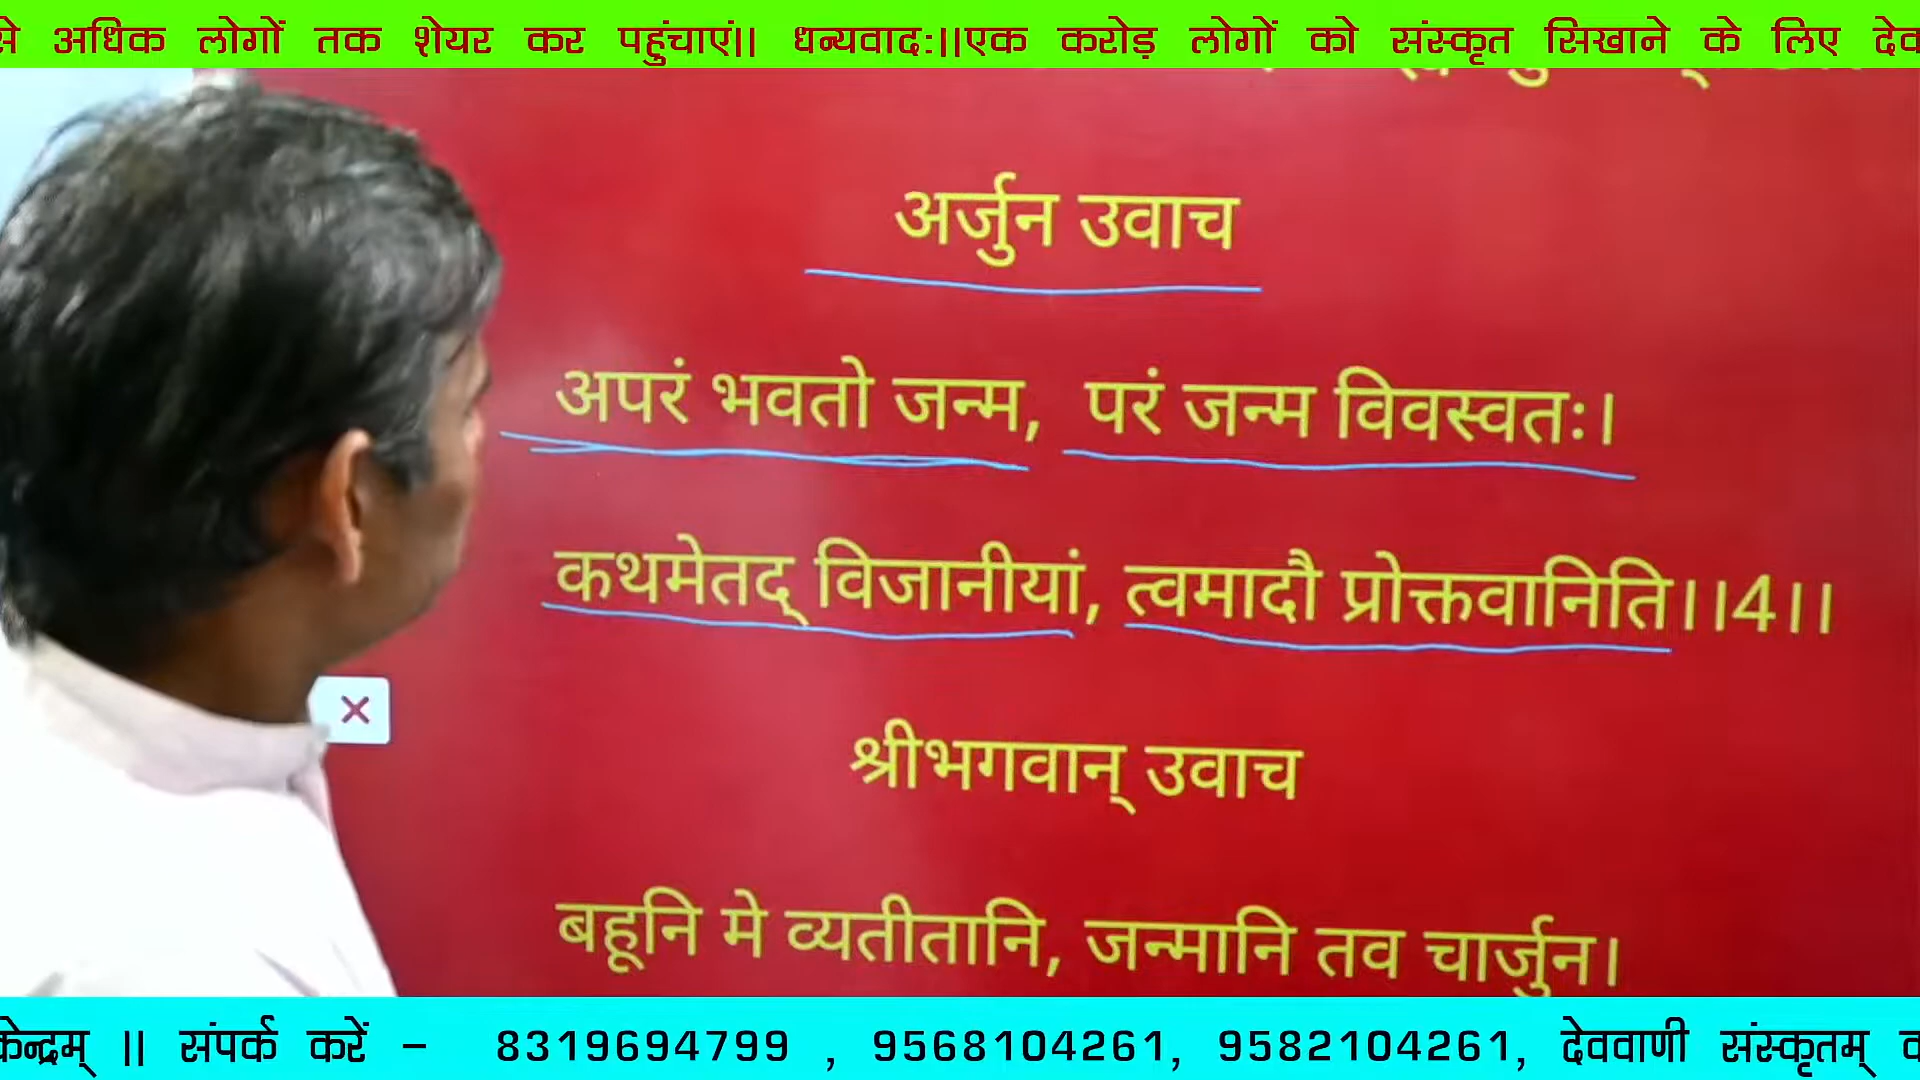 अधिक लोगों तक शेयर कर पहुंचाएं॥ धन्यवादः॥एक करोड़ लोगों को संस्कृत सिखाने के लिए
अर्जुन उवाच
अपरं भवतो जन्म, परं जन्म विवस्वतः।
कथमेतद् विजानीयां, त्वमादौ प्रोक्तवानिति।।4।।
श्रीभगवान् उवाच
बहूनि मे व्यतीतानि, जन्मानि तव चार्जुन।
केन्द्रम् || संपर्क करें - 8319694799 , 9568104261, 9582104261, देववाणी संस्कृतम्